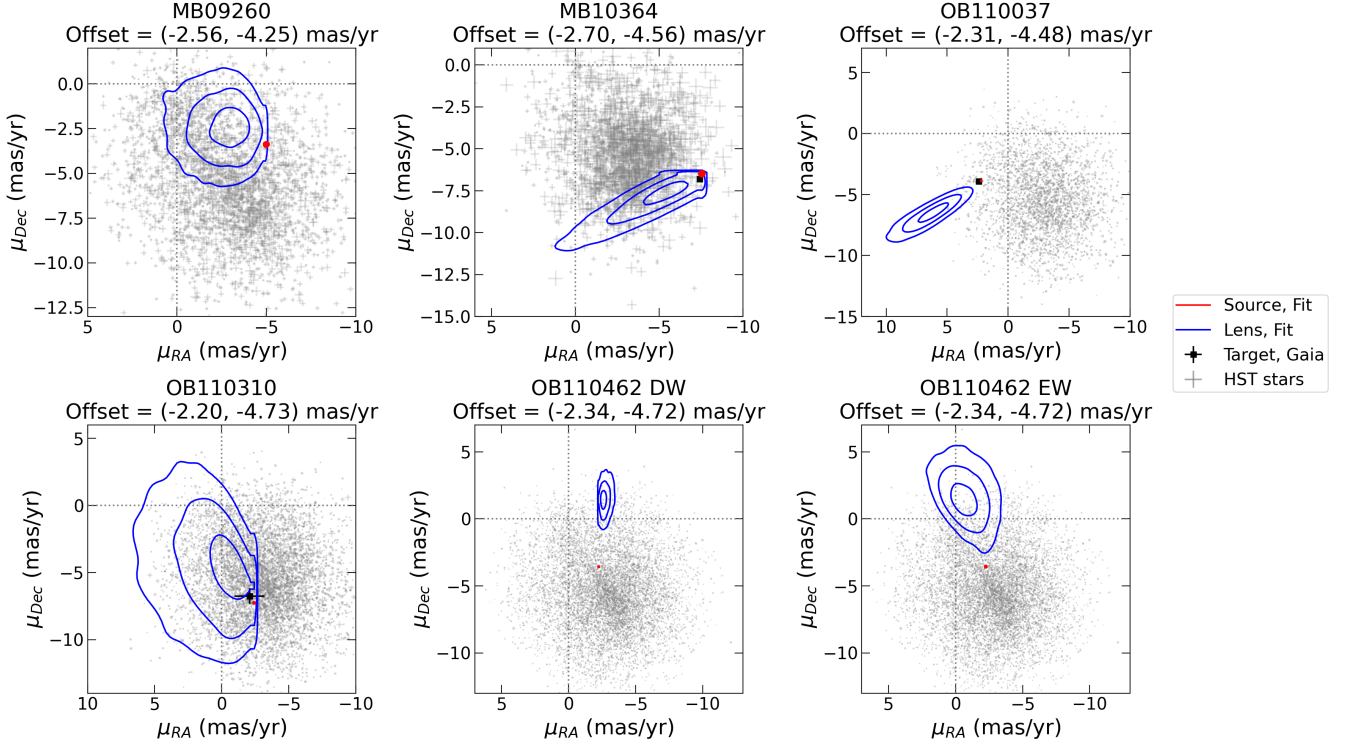 MB09260
Offset = (-2.56, -4.25) mas/yr
0.0
−2.5
−5.0
−7.5
−10.0
−12.5
5
0
−5
−10
μDec (mas/yr)
μRA (mas/yr)
MB10364
Offset = (-2.70, -4.56) mas/yr
0.0
−2.5
−5.0
−7.5
−10.0
−12.5
−15.0
5
0
−5
−10
μDec (mas/yr)
μRA (mas/yr)
OB110037
Offset = (-2.31, -4.48) mas/yr
5
0
−5
−10
−15
10
5
0
−5
−10
μDec (mas/yr)
μRA (mas/yr)
Source, Fit
Lens, Fit
Target, Gaia
HST stars
OB110310
Offset = (-2.20, -4.73) mas/yr
5
0
−5
−10
10
5
0
−5
−10
μDec (mas/yr)
μRA (mas/yr)
OB110462 DW
Offset = (-2.34, -4.72) mas/yr
5
0
−5
−10
5
0
−5
−10
μDec (mas/yr)
μRA (mas/yr)
OB110462 EW
Offset = (-2.34, -4.72) mas/yr
5
0
−5
−10
5
0
−5
−10
μDec (mas/yr)
μRA (mas/yr)